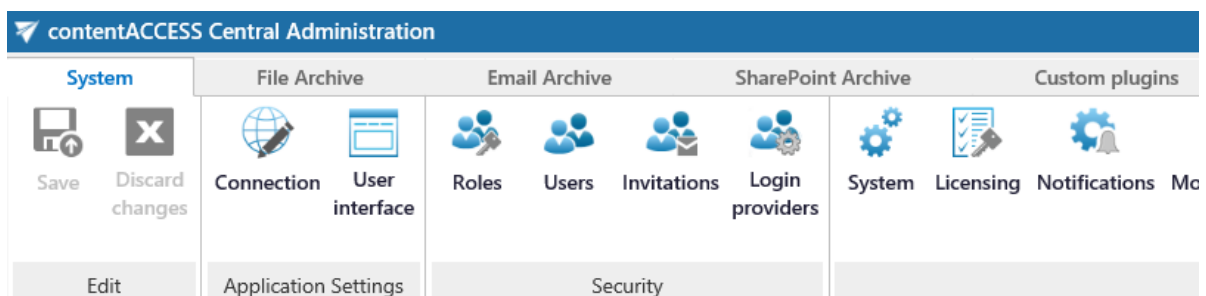 contentACCESS Central Administration
System File Archive Email Archive SharePoint Archive Custom plugins
Save
Discard
changes
Connection
User
interface
Roles
Users
Invitations
Login
providers
System
Licensing
Notifications
Edit
Application Settings
Security